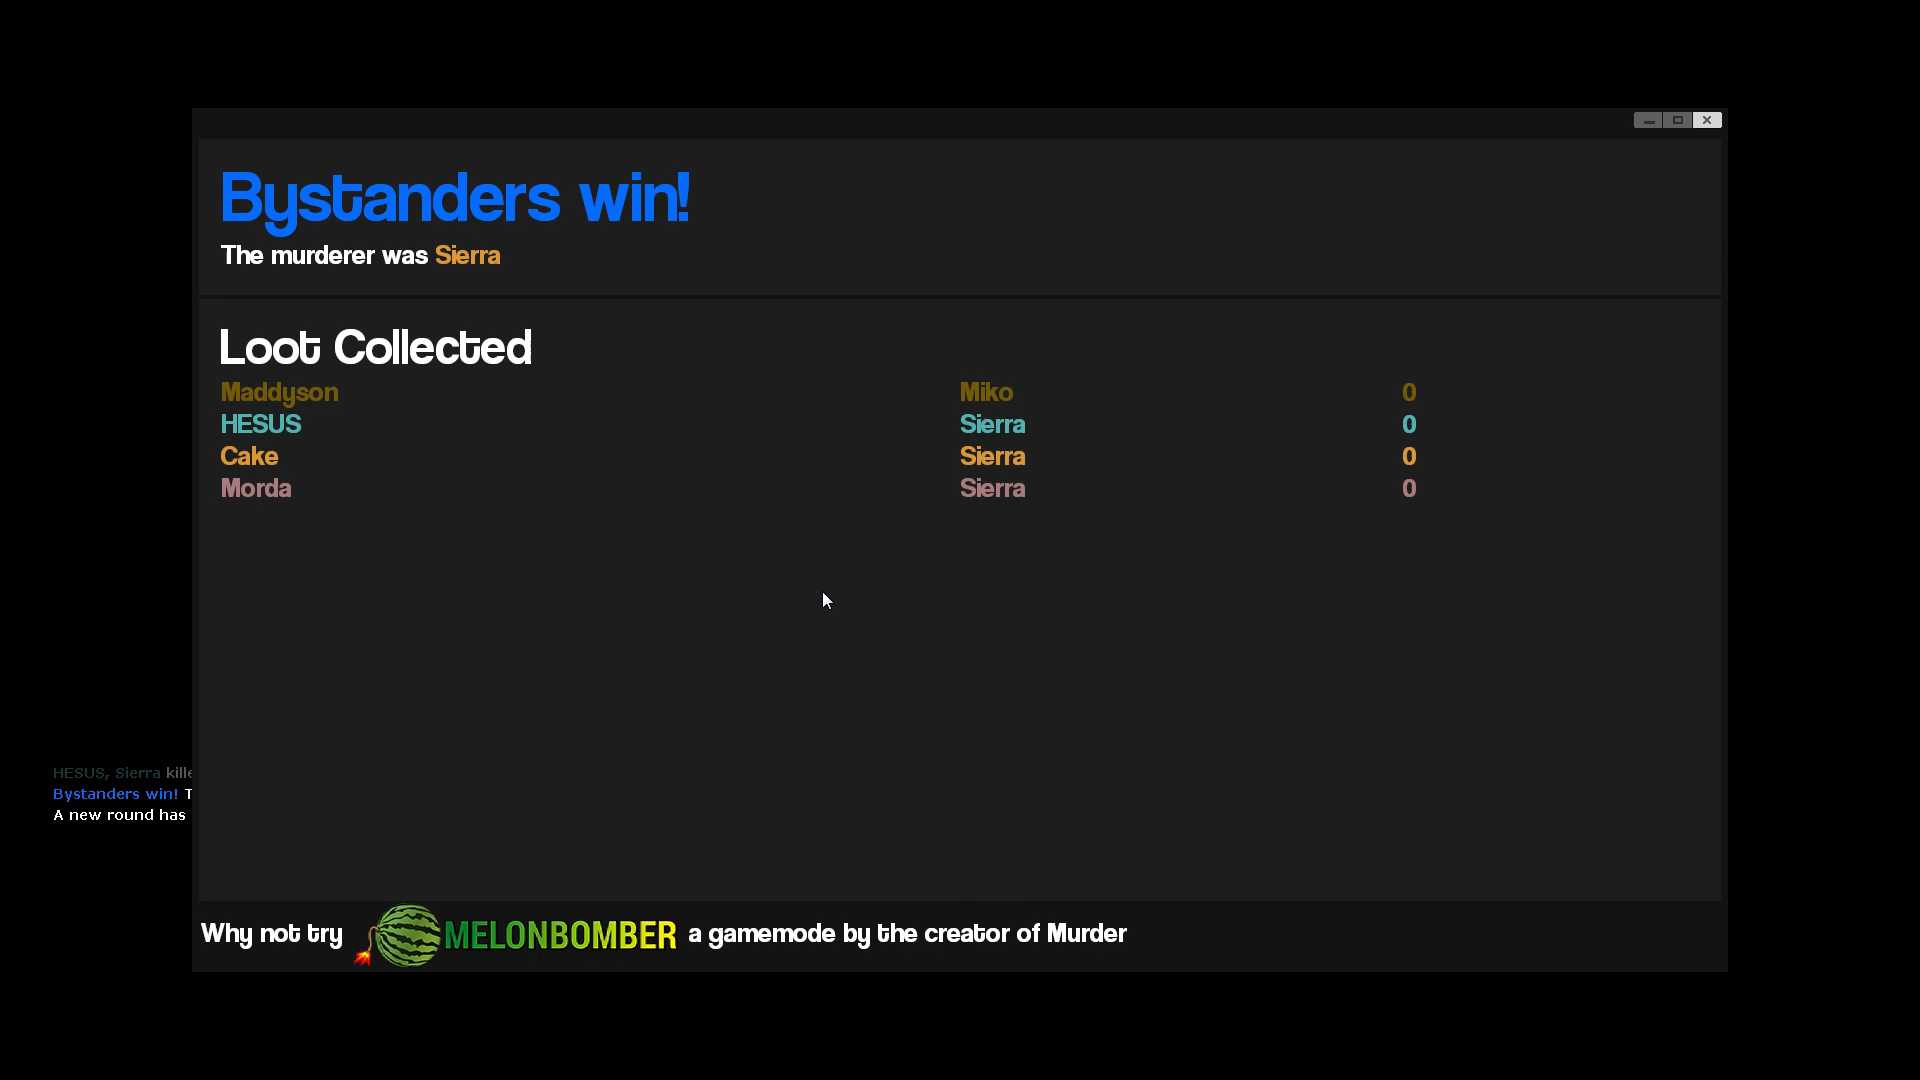 Bystanders win!
The murderer was Sierra
Loot Collected
Maddyson Miko 0
HESUS Sierra 0
Cake Sierra 0
Morda Sierra 0
HESUS, Sierra kille
Bystanders win! T
A new round has
Why not try MELONBOMBER a gamemode by the creator of Murder